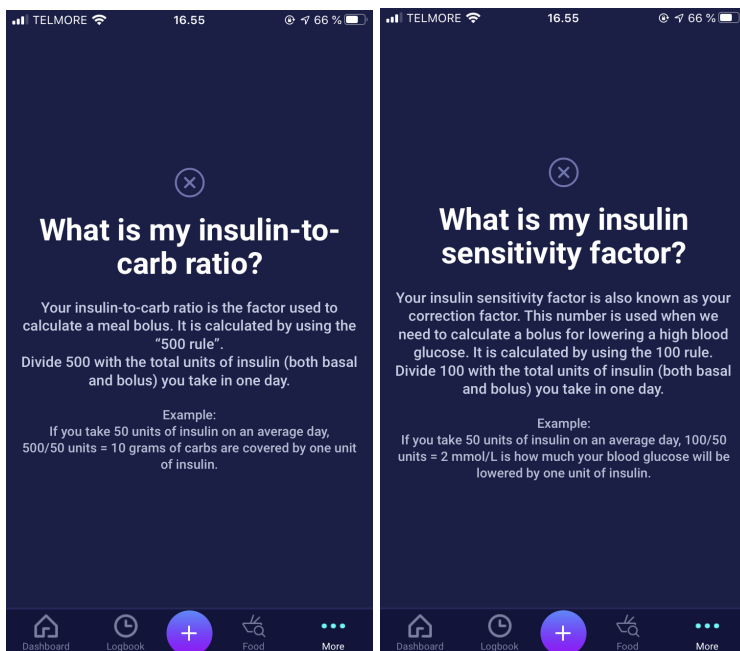 TELMORE 16.55 66 %
What is my insulin-to-
carb ratio?
Your insulin-to-carb ratio is the factor used to
calculate a meal bolus. It is calculated by using the
“500 rule”.
Divide 500 with the total units of insulin (both basal
and bolus) you take in one day.
Example:
If you take 50 units of insulin on an average day,
500/50 units = 10 grams of carbs are covered by one unit
of insulin.
Dashboard Logbook Food More
TELMORE 16.55 66 %
What is my insulin
sensitivity factor?
Your insulin sensitivity factor is also known as your
correction factor. This number is used when we
need to calculate a bolus for lowering a high blood
glucose. It is calculated by using the 100 rule.
Divide 100 with the total units of insulin (both basal
and bolus) you take in one day.
Example:
If you take 50 units of insulin on an average day, 100/50
units = 2 mmol/L is how much your blood glucose will be
lowered by one unit of insulin.
Dashboard Logbook Food More